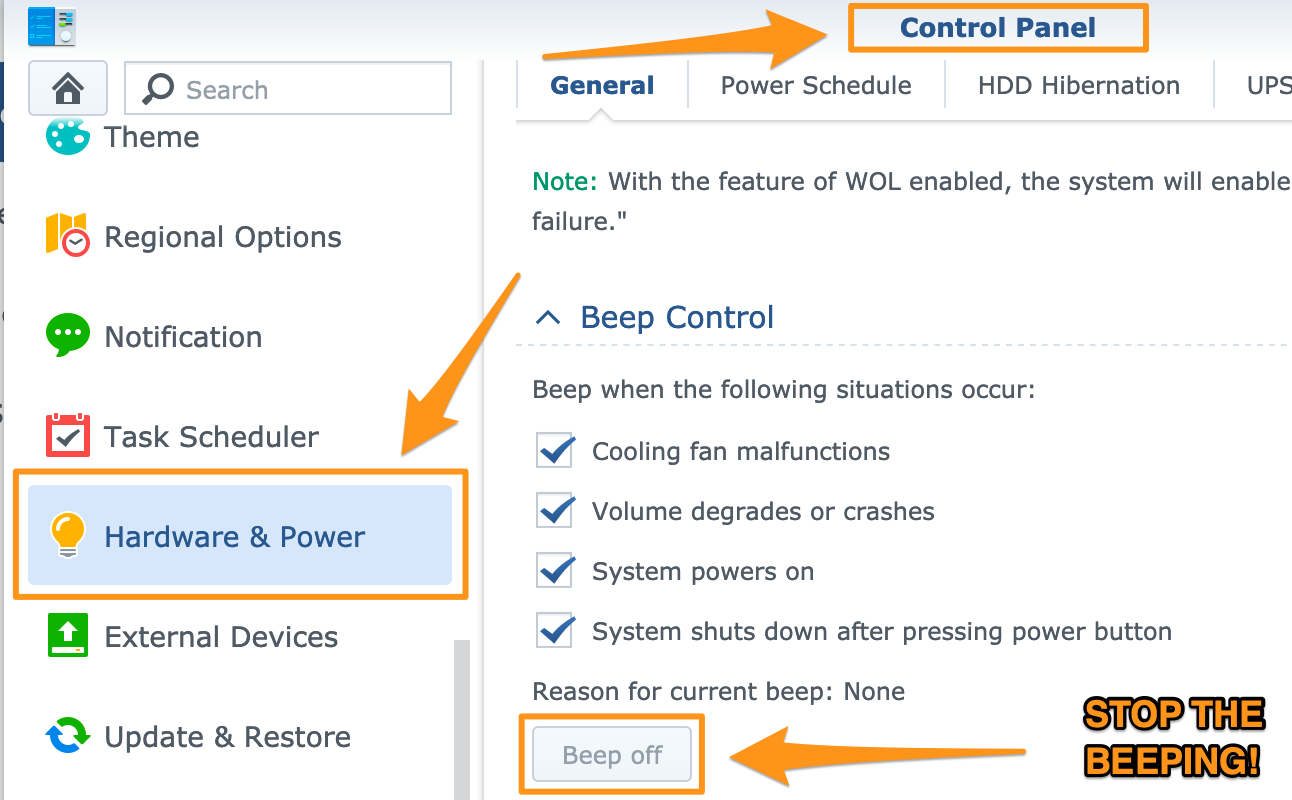 Control Panel
Search
General
Power Schedule
HDD Hibernation
UPS
Theme
Regional Options
Notification
Task Scheduler
Hardware & Power
External Devices
Update & Restore
Note: With the feature of WOL enabled, the system will enable
failure."
Beep Control
Beep when the following situations occur:
Cooling fan malfunctions
Volume degrades or crashes
System powers on
System shuts down after pressing power button
Reason for current beep: None
Beep off
STOP THE
BEEPING!